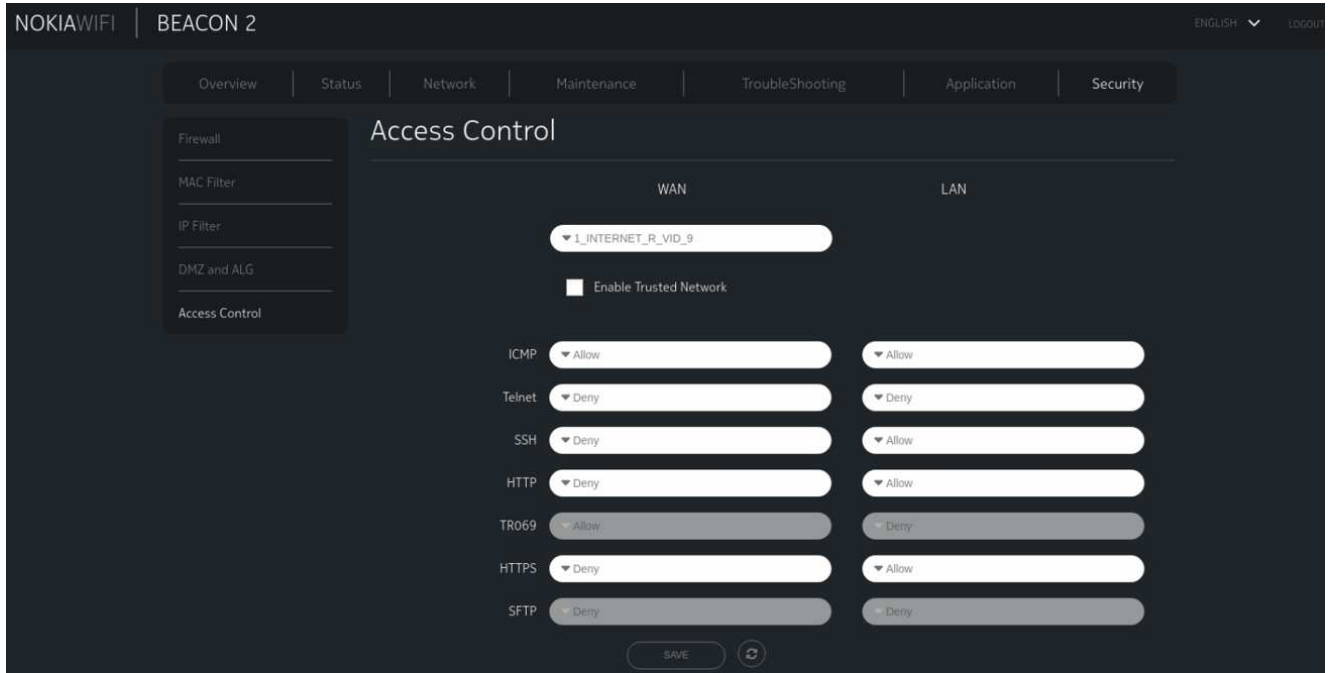 NOKIAWIFI BEACON 2 ENGLISH LOGOUT
Overview Status Network Maintenance TroubleShooting Application Security
Firewall
MAC Filter
IP Filter
DMZ and ALG
Access Control
Access Control
WAN LAN
1_INTERNET_R_VID_9
Enable Trusted Network
ICMP Allow Allow
Telnet Deny Deny
SSH Deny Allow
HTTP Deny Allow
TR069 Allow Deny
HTTPS Deny Allow
SFTP Deny Deny
SAVE